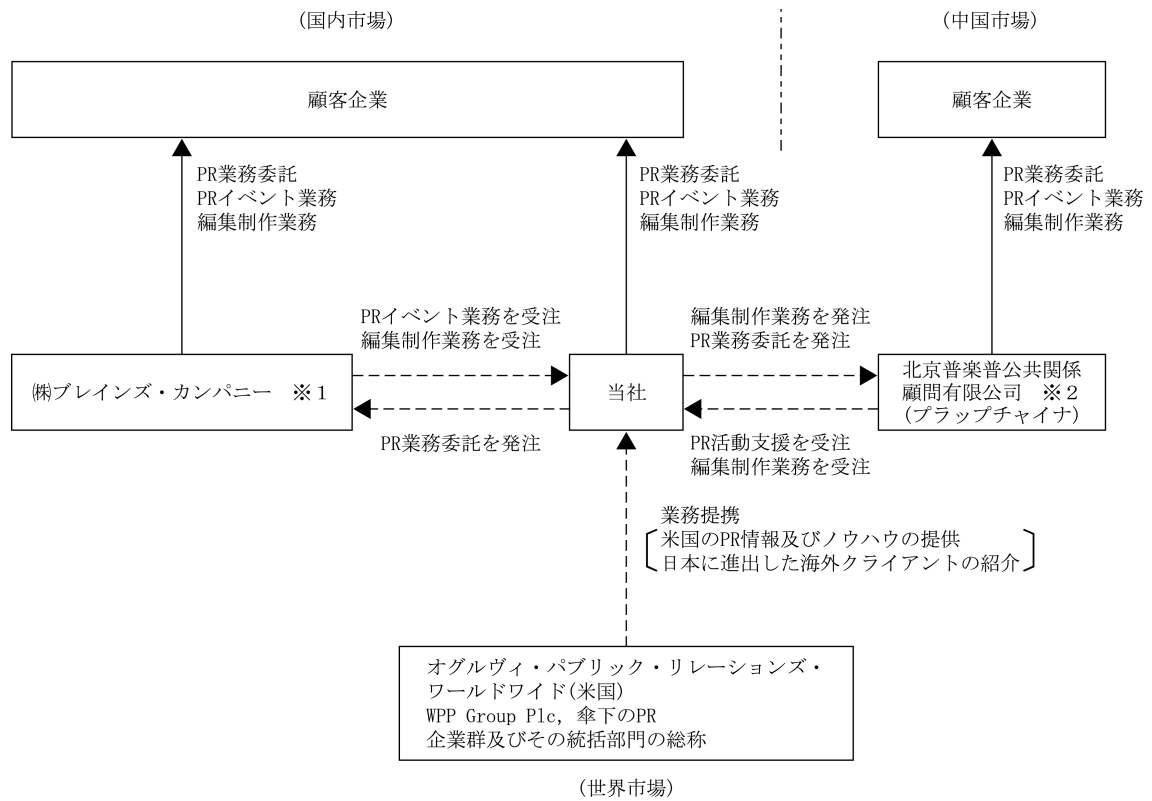 (国内市場)
(中国市場)
顧客企業
顧客企業
PR業務委託
PRイベント業務
編集制作業務
PR業務委託
PRイベント業務
編集制作業務
PR業務委託
PRイベント業務
編集制作業務
PRイベント業務を受注
編集制作業務を受注
編集制作業務を発注
PR業務委託を発注
㈱ブレインズ・カンパニー ※1
当社
北京普楽普公共関係
顧問有限公司 ※2
(プラップチャイナ)
PR業務委託を発注
PR活動支援を受注
編集制作業務を受注
業務提携
米国のPR情報及びノウハウの提供
日本に進出した海外クライアントの紹介
オグルヴィ・パブリック・リレーションズ・
ワールドワイド(米国)
WPP Group Plc, 傘下のPR
企業群及びその統括部門の総称
(世界市場)